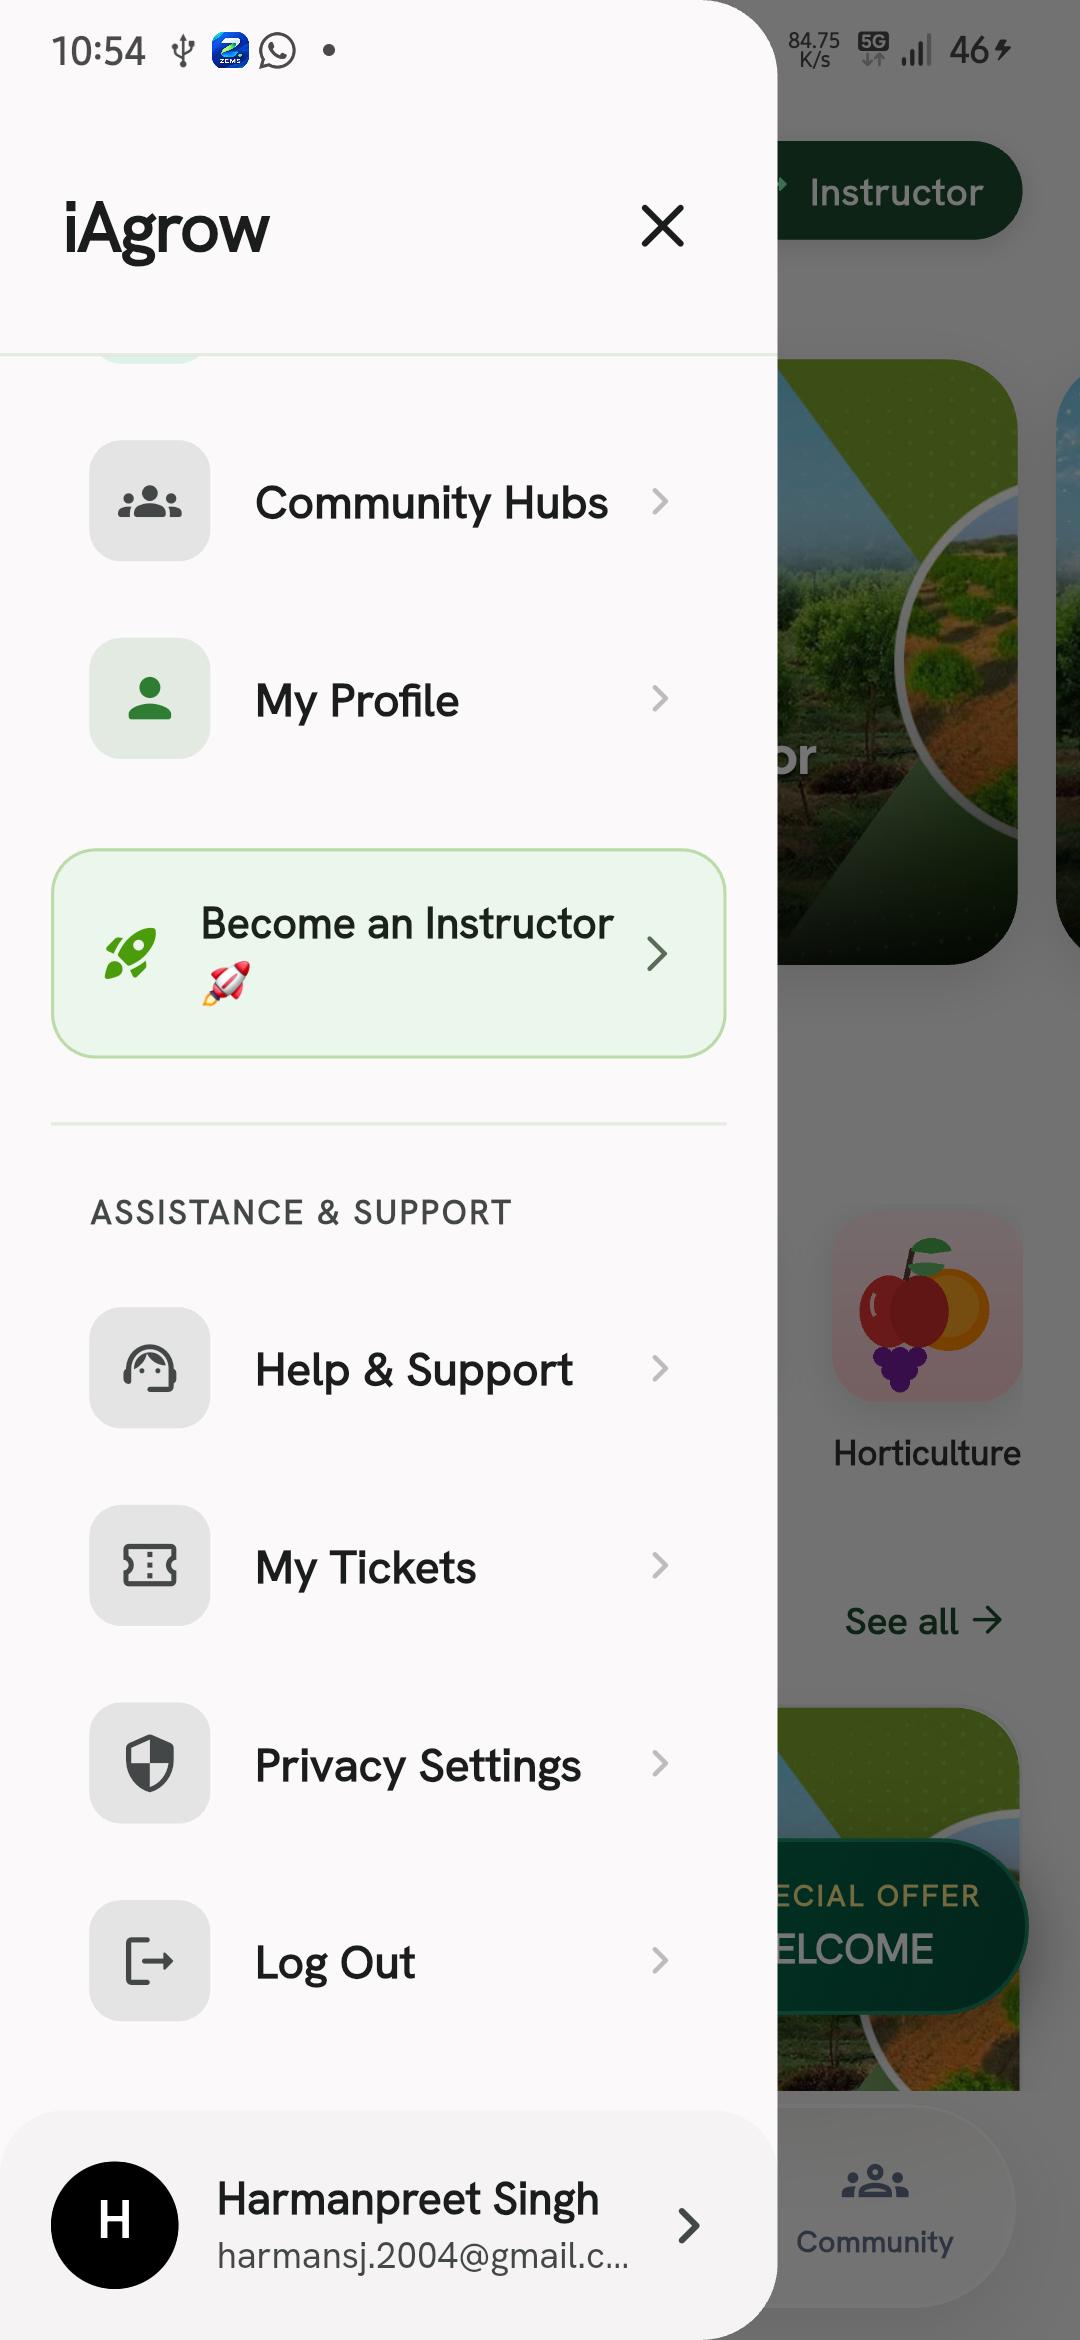 10:54
84.75 K/s 5G 46
iAgrow
Instructor
Community Hubs
My Profile
or
Become an Instructor
🚀
ASSISTANCE & SUPPORT
Help & Support
Horticulture
My Tickets
See all →
Privacy Settings
ECIAL OFFER
ELCOME
Log Out
H
Harmanpreet Singh
harmansj.2004@gmail.c...
Community